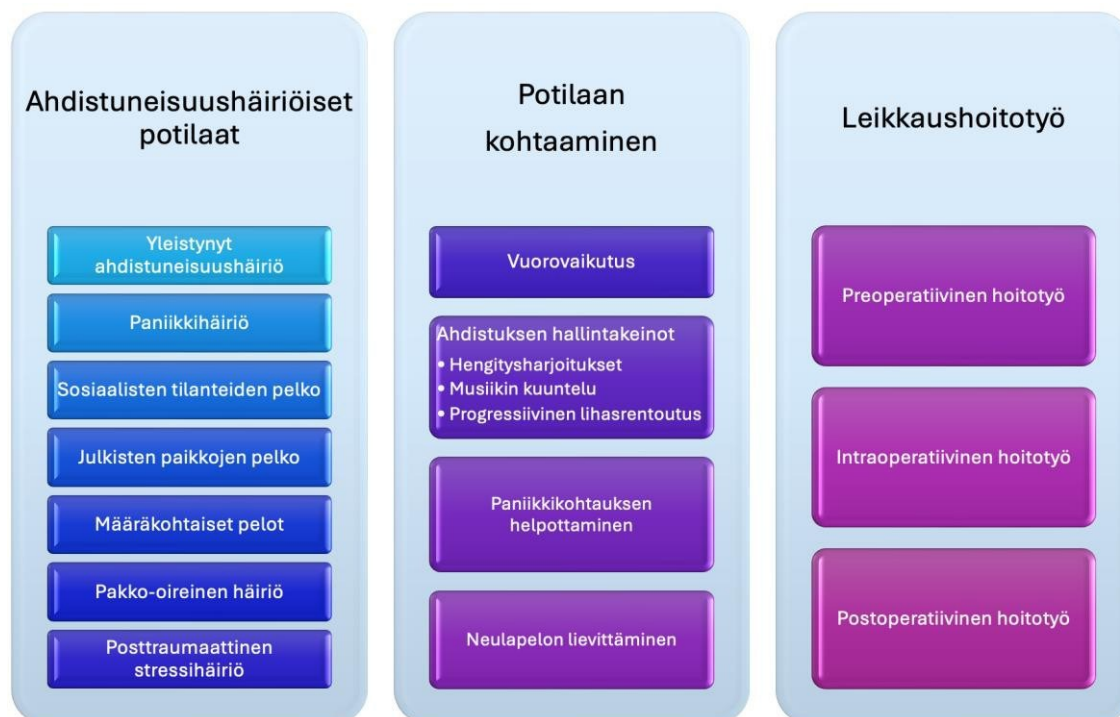 Ahdistuneisuushäiriöiset
potilaat
Yleistynyt
ahdistuneisuushäiriö
Paniikkihäiriö
Sosiaalisten tilanteiden pelko
Julkisten paikkojen pelko
Määräkohtaiset pelot
Pakko-oireinen häiriö
Posttraumaattinen
stressihäiriö
Potilaan
kohtaaminen
Vuorovaikutus
Ahdistuksen hallintakeinot
• Hengitysharjoitukset
• Musiikin kuuntelu
• Progressiivinen lihasrentoutus
Paniikkikohtauksen
helpottaminen
Neulapelon lievittäminen
Leikkaushoitotyö
Preoperatiivinen hoitotyö
Intraoperatiivinen hoitotyö
Postoperatiivinen hoitotyö